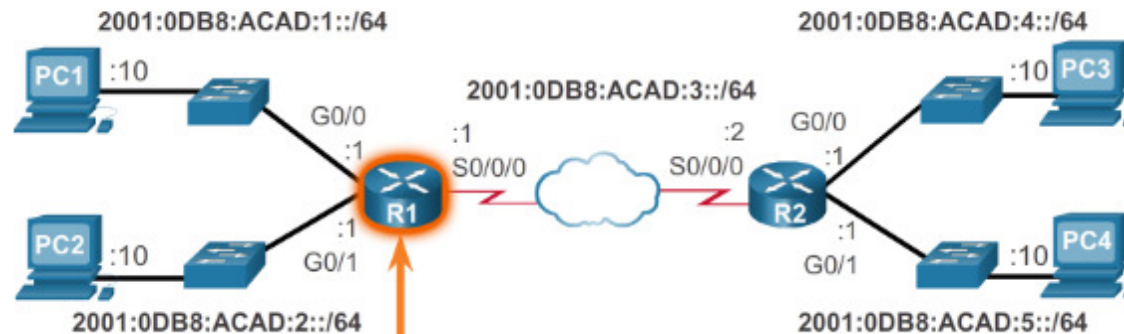 2001:0DB8:ACAD:1::/64
2001:0DB8:ACAD:4::/64
PC1
:10
2001:0DB8:ACAD:3::/64
:10
PC3
G0/0
:1
:1
S0/0/0
:2
S0/0/0
G0/0
:1
R1
R2
PC2
:10
:1
G0/1
:1
G0/1
:10
PC4
2001:0DB8:ACAD:2::/64
2001:0DB8:ACAD:5::/64